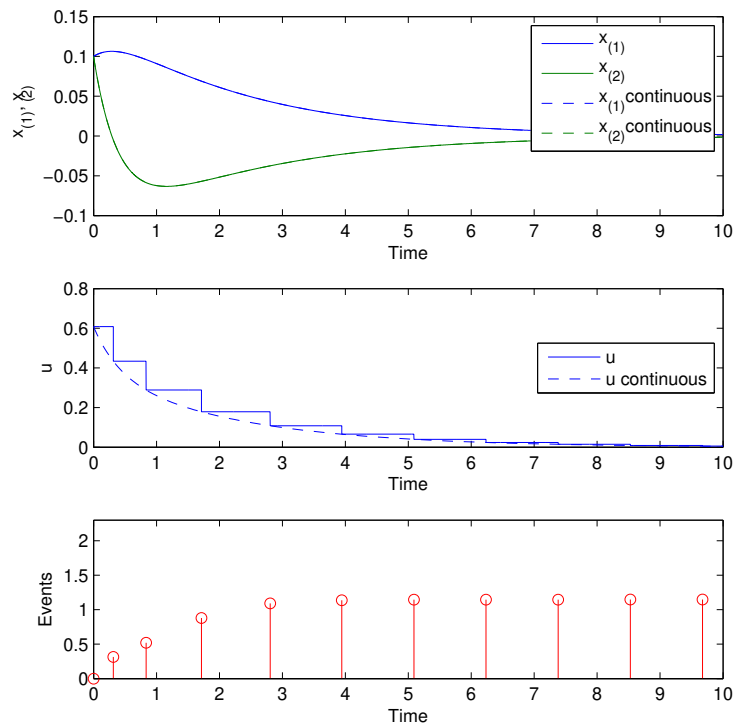 0.15
0.1
0.05
0
−0.05
−0.1
x(1), x(2)
0 1 2 3 4 5 6 7 8 9 10
Time
x(1)
x(2)
x(1)continuous
x(2)continuous
0.8
0.6
0.4
0.2
0
u
0 1 2 3 4 5 6 7 8 9 10
Time
u
u continuous
2
1.5
1
0.5
0
Events
0 1 2 3 4 5 6 7 8 9 10
Time